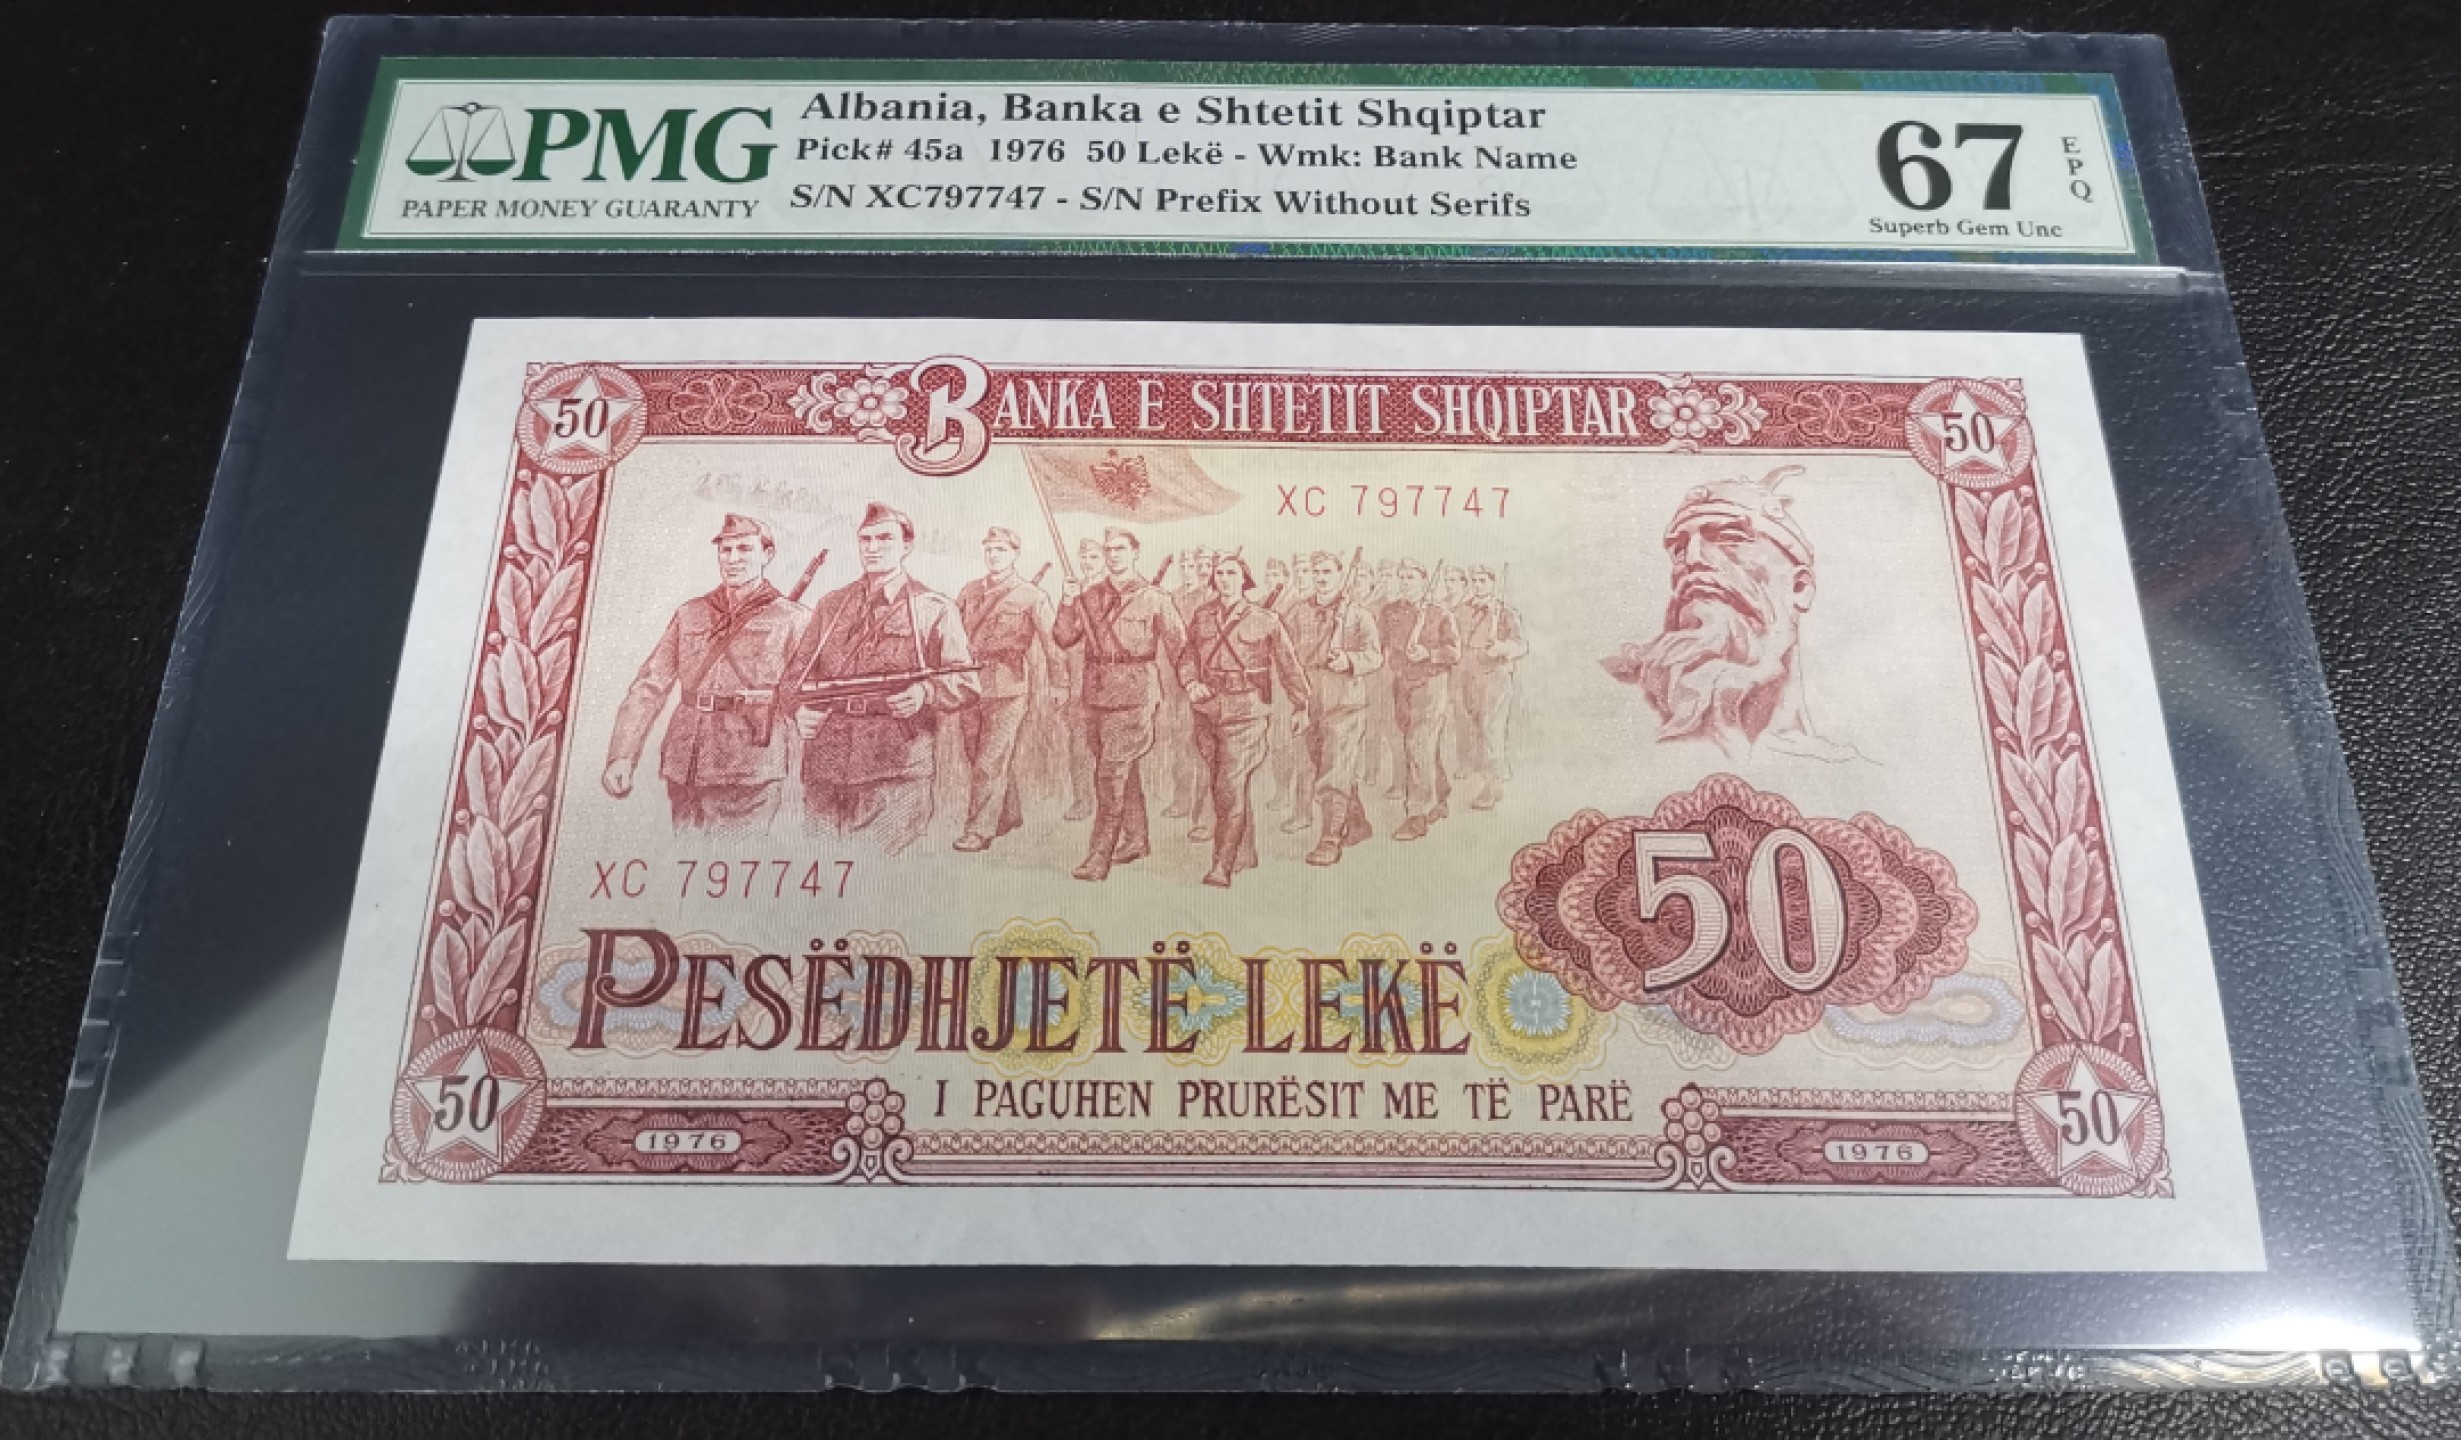 PMG
PAPER MONEY GUARANTY
Albania, Banka e Shtetit Shqiptar
Pick# 45a 1976 50 Lekë - Wmk: Bank Name
S/N XC797747 - S/N Prefix Without Serifs
67
EPQ
Superb Gem Unc
50
BANKA E SHTETIT SHQIPTAR
50
XC 797747
XC 797747
50
PESËDHJETË LEKË
50
I PAGUHEN PRURËSIT ME TË PARË
50
1976
1976